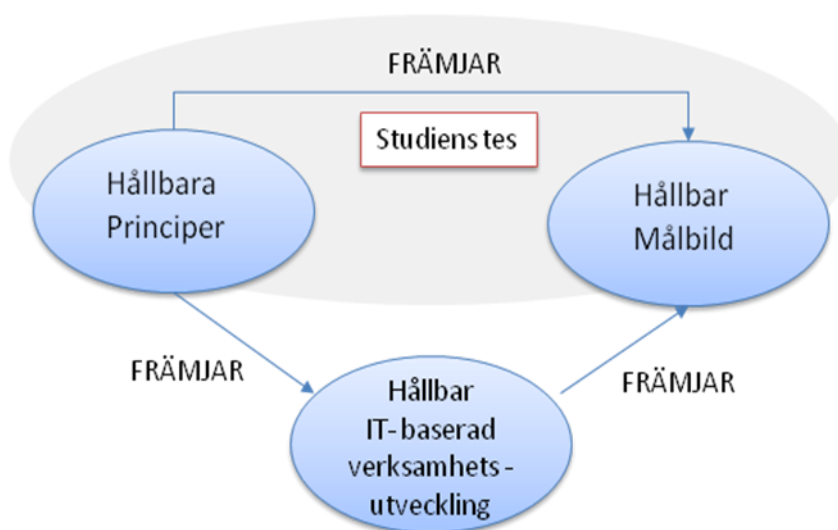 FRÄMJAR
Studiens tes
Hållbara
Principer
Hållbar
Målbild
FRÄMJAR
FRÄMJAR
Hållbar
IT-baserad
verksamhets-
utveckling